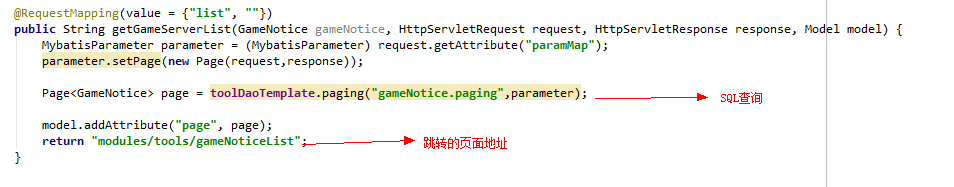 @RequestMapping(value = {"list", ""})
public String getGameServerList(GameNotice gameNotice, HttpServletRequest request, HttpServletResponse response, Model model) {
MybatisParameter parameter = (MybatisParameter) request.getAttribute("paramMap");
parameter.setPage(new Page(request,response));
Page<GameNotice> page = toolDaoTemplate.paging("gameNotice.paging",parameter); SQL查询
model.addAttribute("page", page);
return "modules/tools/gameNoticeList"; 跳转的页面地址
}